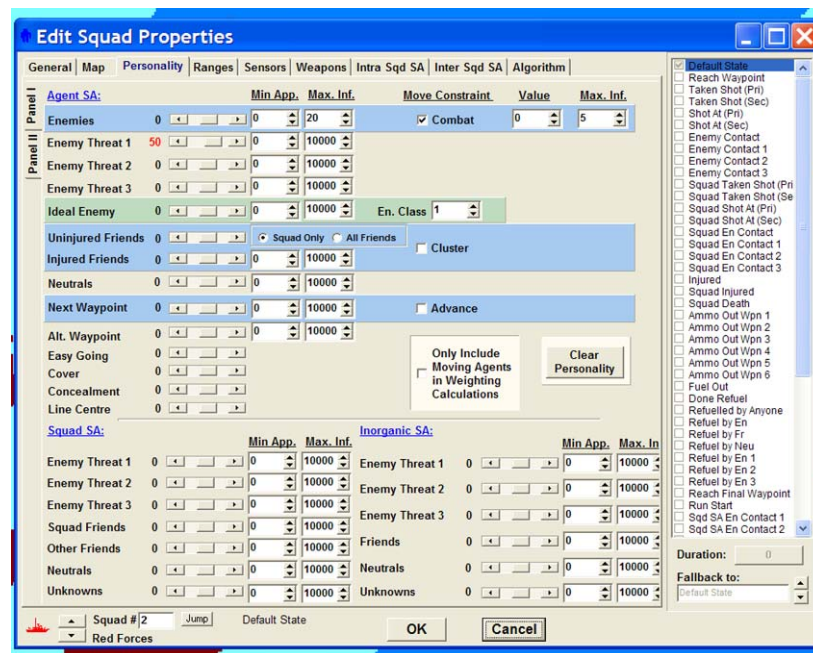 Edit Squad Properties
General Map Personality Ranges Sensors Weapons Intra Sqd SA Inter Sqd SA Algorithm
Panel I
Panel II
Agent SA: Min App. Max. Inf. Move Constraint Value Max. Inf.
Enemies 0 0 20 Combat 0 5
Enemy Threat 1 50 0 10000
Enemy Threat 2 0 0 10000
Enemy Threat 3 0 0 10000
Ideal Enemy 0 0 10000 En. Class 1
Uninjured Friends 0 Squad Only All Friends
Cluster
Injured Friends 0 0 10000
Neutrals 0 0 10000
Next Waypoint 0 0 10000 Advance
Alt. Waypoint 0 0 10000
Easy Going 0
Cover 0
Concealment 0
Line Centre 0
Only Include
Moving Agents
in Weighting
Calculations
Clear
Personality
Squad SA: Min App. Max. Inf.
Enemy Threat 1 0 0 10000
Enemy Threat 2 0 0 10000
Enemy Threat 3 0 0 10000
Squad Friends 0 0 10000
Other Friends 0 0 10000
Neutrals 0 0 10000
Unknowns 0 0 10000
Inorganic SA: Min App. Max. In
Enemy Threat 1 0 0 10000
Enemy Threat 2 0 0 10000
Enemy Threat 3 0 0 10000
Friends 0 0 10000
Neutrals 0 0 10000
Unknowns 0 0 10000
Default State
Reach Waypoint
Taken Shot (Pri)
Taken Shot (Sec)
Shot At (Pri)
Shot At (Sec)
Enemy Contact
Enemy Contact 1
Enemy Contact 2
Enemy Contact 3
Squad Taken Shot (Pri
Squad Taken Shot (Se
Squad Shot At (Pri)
Squad Shot At (Sec)
Squad En Contact
Squad En Contact 1
Squad En Contact 2
Squad En Contact 3
Injured
Squad Injured
Squad Death
Ammo Out Wpn 1
Ammo Out Wpn 2
Ammo Out Wpn 3
Ammo Out Wpn 4
Ammo Out Wpn 5
Ammo Out Wpn 6
Fuel Out
Done Refuel
Refuelled by Anyone
Refuel by En
Refuel by Fr
Refuel by Neu
Refuel by En 1
Refuel by En 2
Refuel by En 3
Reach Final Waypoint
Run Start
Sqd SA En Contact 1
Sqd SA En Contact 2
Duration: 0
Fallback to:
Default State
Squad # 2 Jump Default State
Red Forces
OK Cancel